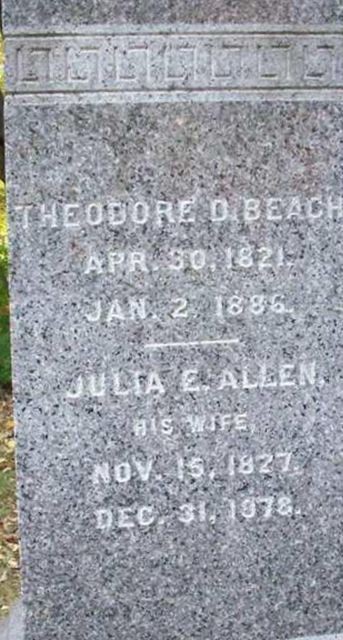 THEODORE D. BEACH
APR. 30, 1821.
JAN. 2, 1886.
JULIA E. ALLEN,
HIS WIFE,
NOV. 15, 1827.
DEC. 31, 1878.